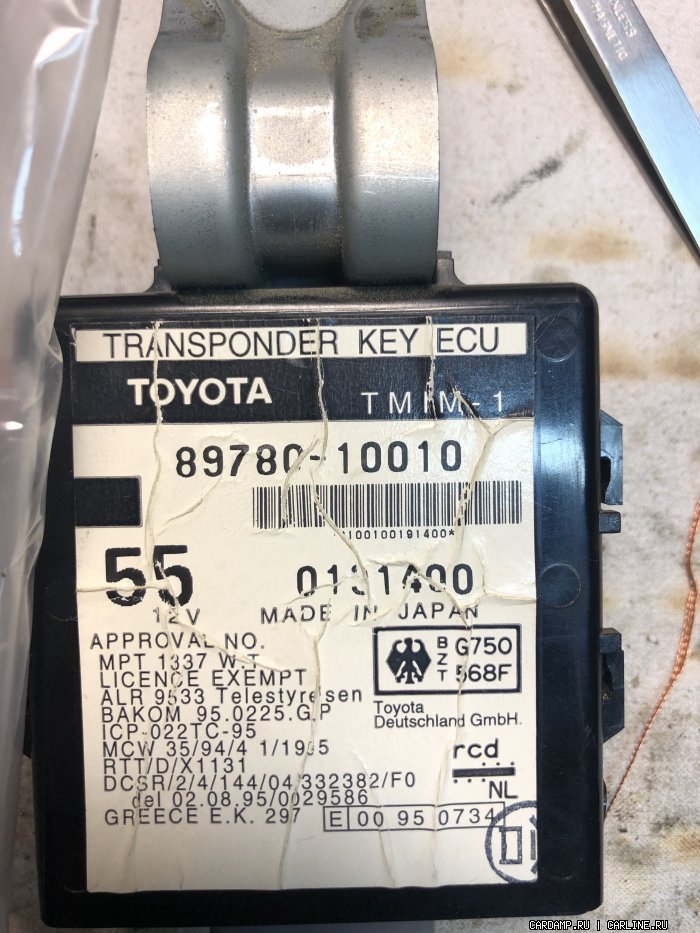 TRANSPONDER KEY ECU
TOYOTA TMIM-1
89780-10010
100100191400*
55 0191400
12V MADE IN JAPAN
APPROVAL NO.
MPT 1337 W-T
LICENCE EXEMPT
ALR 9533 Telestyrelsen
BAKOM 95.0225.G.P
ICP-022TC-95
MCW 35/94/4 1/1995
RTT/D/X1131
DCSR/2/4/144/04/332382/F0
del 02.08.95/0029586
GREECE E.K. 297
BZT G750 568F
Toyota
Deutschland GmbH.
rcd
NL
E 00 95 0734
CARDAMP.RU | CARLINE.RU